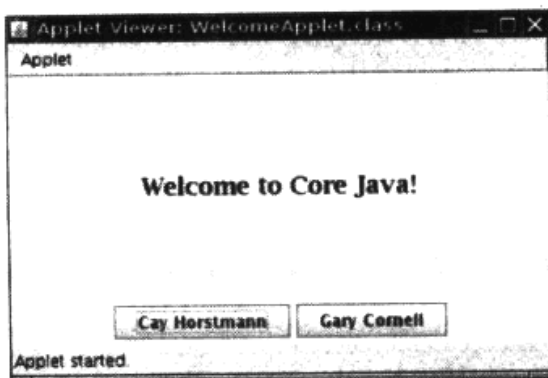 Applet Viewer: WelcomeApplet.class
Applet
Welcome to Core Java!
Cay Horstmann Gary Cornell
Applet started.